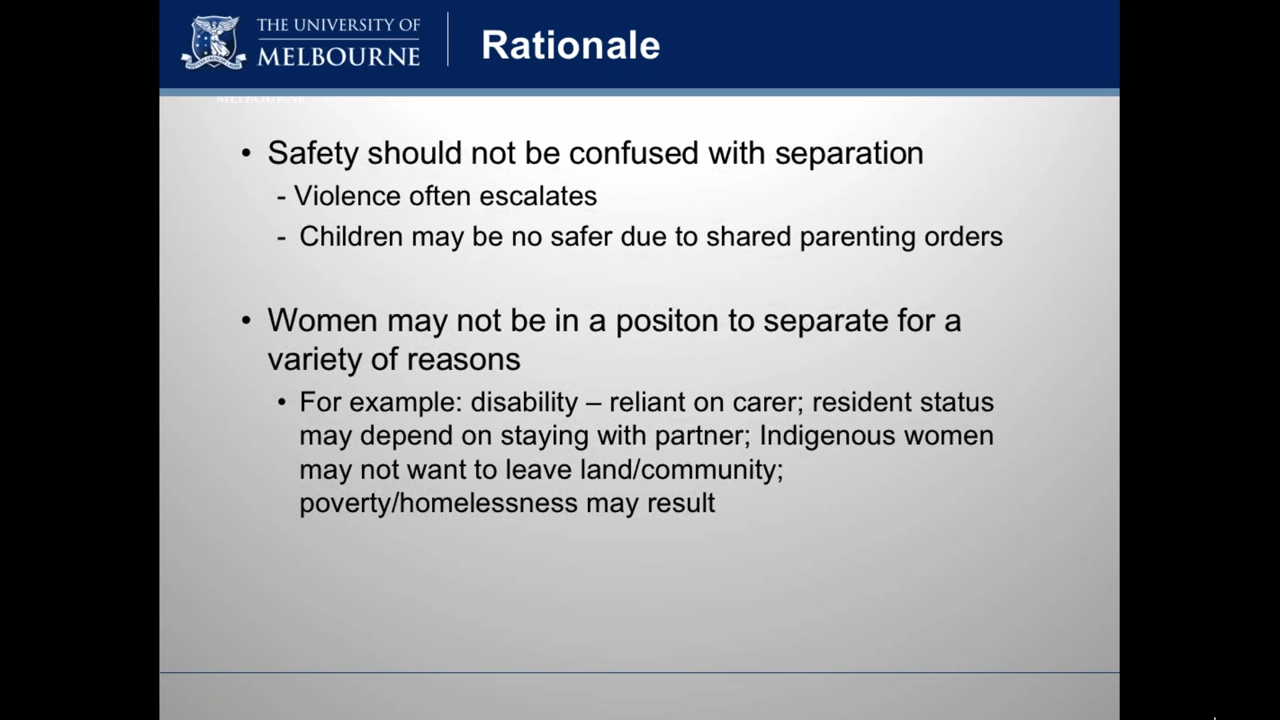 THE UNIVERSITY OF
MELBOURNE
Rationale
MELBOURNE
• Safety should not be confused with separation
- Violence often escalates
- Children may be no safer due to shared parenting orders
• Women may not be in a positon to separate for a
variety of reasons
• For example: disability – reliant on carer; resident status
may depend on staying with partner; Indigenous women
may not want to leave land/community;
poverty/homelessness may result